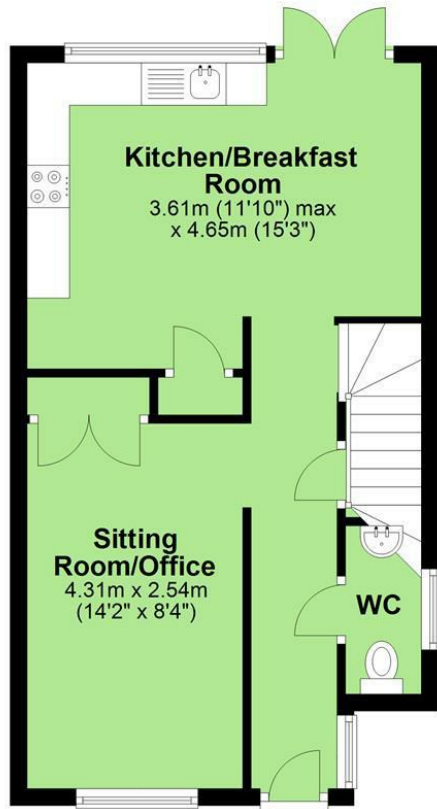 Kitchen/Breakfast
Room
3.61m (11'10") max
x 4.65m (15'3")
Sitting
Room/Office
4.31m x 2.54m
(14'2" x 8'4")
WC